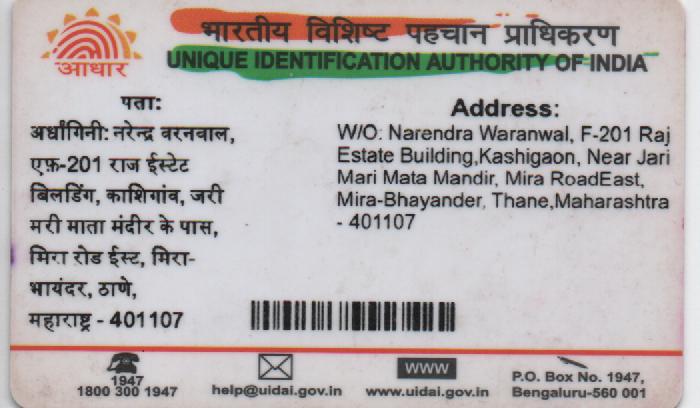 भारतीय विशिष्ट पहचान प्राधिकरण
आधार
UNIQUE IDENTIFICATION AUTHORITY OF INDIA
पता:
अर्धांगिनी: नरेन्द्र वरनवाल,
एफ़-201 राज ईस्टेट
बिलडिंग, काशिगांव, जरी
मरी माता मंदीर के पास,
मिरा रोड ईस्ट, मिरा-
भायंदर, ठाणे,
महाराष्ट्र - 401107
Address:
W/O: Narendra Waranwal, F-201 Raj
Estate Building,Kashigaon, Near Jari
Mari Mata Mandir, Mira RoadEast,
Mira-Bhayander, Thane,Maharashtra
- 401107
1947
1800 300 1947
help@uidai.gov.in
WWW
www.uidai.gov.in
P.O. Box No. 1947,
Bengaluru-560 001